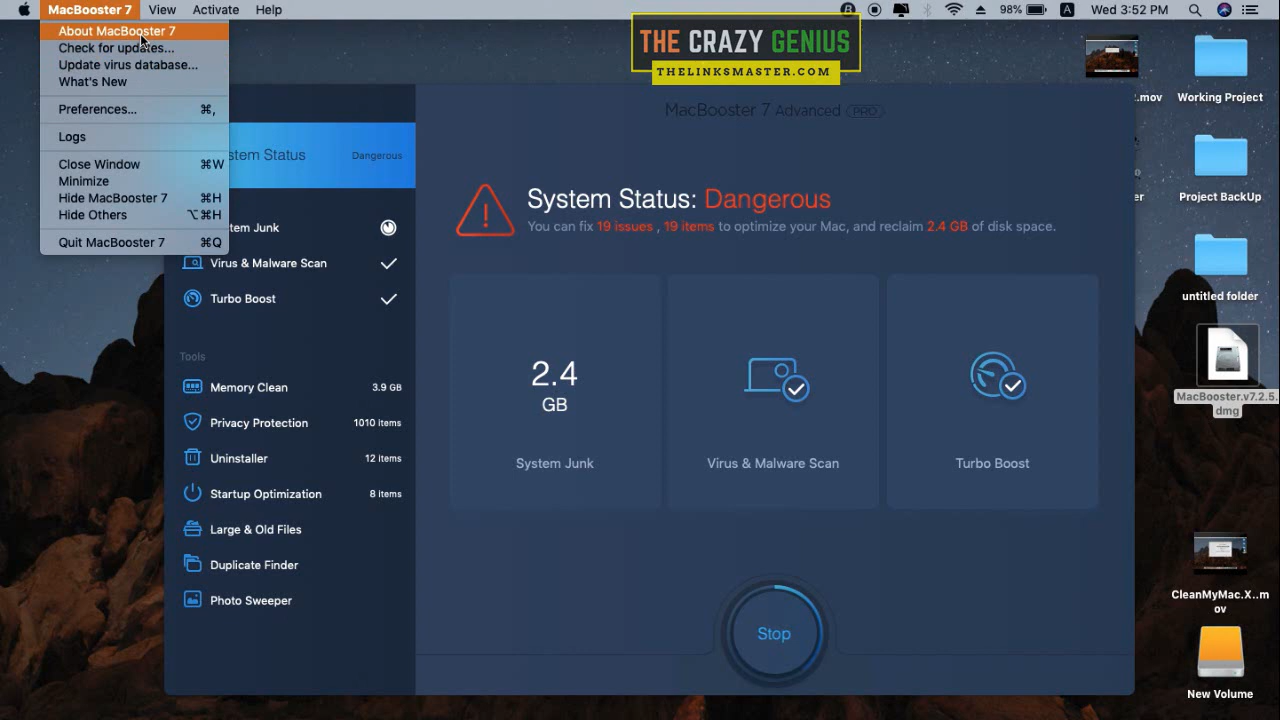 MacBooster 7 View Activate Help 98% A Wed 3:52 PM
About MacBooster 7
Check for updates...
Update virus database...
What's New
Preferences... ⌘,
Logs
Close Window ⌘W
Minimize
Hide MacBooster 7 ⌘H
Hide Others ⌥⌘H
Quit MacBooster 7 ⌘Q
THE CRAZY GENIUS
THELINKSMASTER.COM
MacBooster 7 Advanced PRO
stem Status Dangerous
tem Junk
Virus & Malware Scan
Turbo Boost
Tools
Memory Clean 3.9 GB
Privacy Protection 1010 items
Uninstaller 12 items
Startup Optimization 8 items
Large & Old Files
Duplicate Finder
Photo Sweeper
System Status: Dangerous
You can fix 19 issues , 19 items to optimize your Mac, and reclaim 2.4 GB of disk space.
2.4
GB
System Junk
Virus & Malware Scan
Turbo Boost
Stop
.mov
Working Project
er
Project BackUp
untitled folder
MacBooster.v7.2.5.
dmg
CleanMyMac.X..m
ov
New Volume